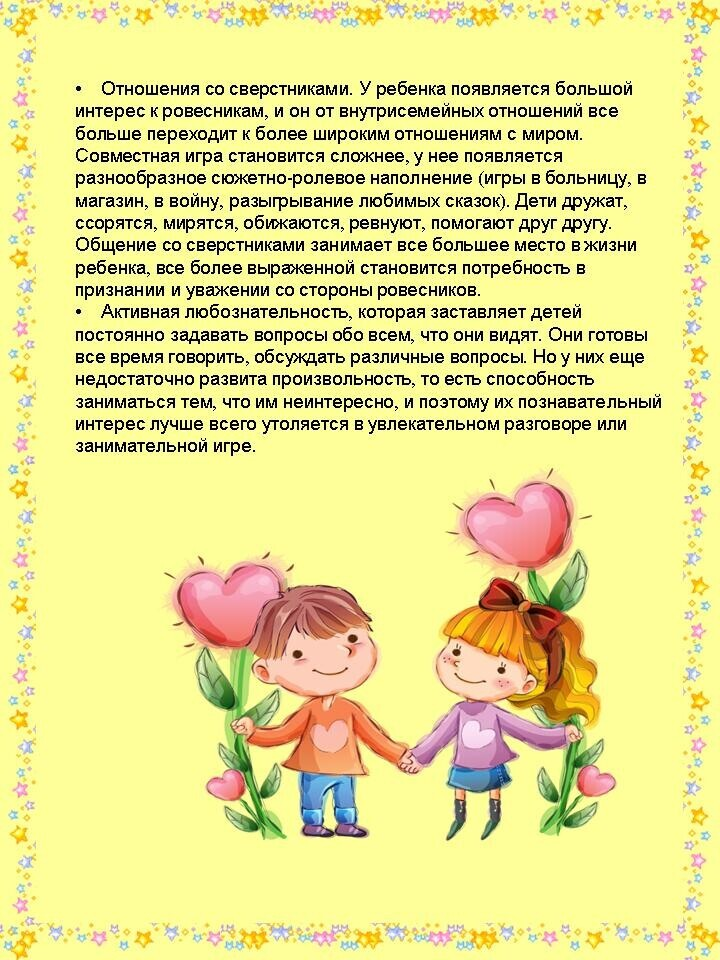 • Отношения со сверстниками. У ребенка появляется большой
интерес к ровесникам, и он от внутрисемейных отношений все
больше переходит к более широким отношениям с миром.
Совместная игра становится сложнее, у нее появляется
разнообразное сюжетно-ролевое наполнение (игры в больницу, в
магазин, в войну, разыгрывание любимых сказок). Дети дружат,
ссорятся, мирятся, обижаются, ревнуют, помогают друг другу.
Общение со сверстниками занимает все большее место в жизни
ребенка, все более выраженной становится потребность в
признании и уважении со стороны ровесников.
• Активная любознательность, которая заставляет детей
постоянно задавать вопросы обо всем, что они видят. Они готовы
все время говорить, обсуждать различные вопросы. Но у них еще
недостаточно развита произвольность, то есть способность
заниматься тем, что им неинтересно, и поэтому их познавательный
интерес лучше всего утоляется в увлекательном разговоре или
занимательной игре.